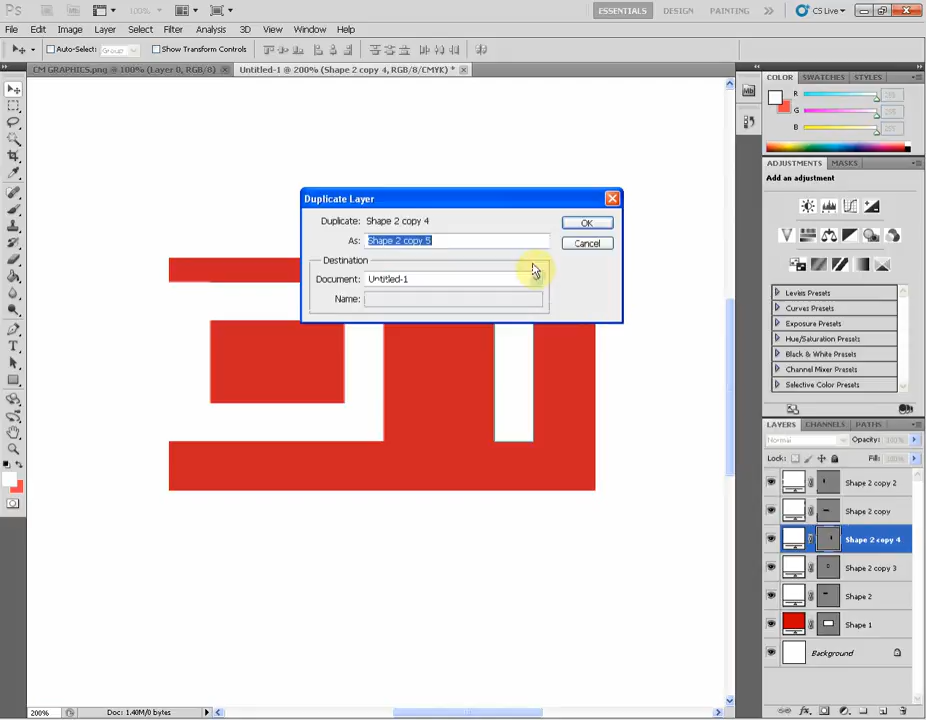 Ps
100%
ESSENTIALS
DESIGN
PAINTING
CS Live
File
Edit
Image
Layer
Select
Filter
Analysis
3D
View
Window
Help
Auto-Select:
Group
Show Transform Controls
CM GRAPHICS.png @ 100% (Layer 0, RGB/8)
Untitled-1 @ 200% (Shape 2 copy 4, RGB/8/CMYK) *
COLOR
SWATCHES
STYLES
R
G
B
Mb
ADJUSTMENTS
MASKS
Add an adjustment
Levels Presets
Curves Presets
Exposure Presets
Hue/Saturation Presets
Black & White Presets
Channel Mixer Presets
Selective Color Presets
Duplicate Layer
Duplicate:
Shape 2 copy 4
As:
Shape 2 copy 5
OK
Cancel
Destination
Document:
Untitled-1
Name:
LAYERS
CHANNELS
PATHS
Normal
Opacity:
100%
Lock:
Fill:
100%
Shape 2 copy 2
Shape 2 copy
Shape 2 copy 4
Shape 2 copy 3
Shape 2
Shape 1
Background
200%
Doc: 1.40M/0 bytes